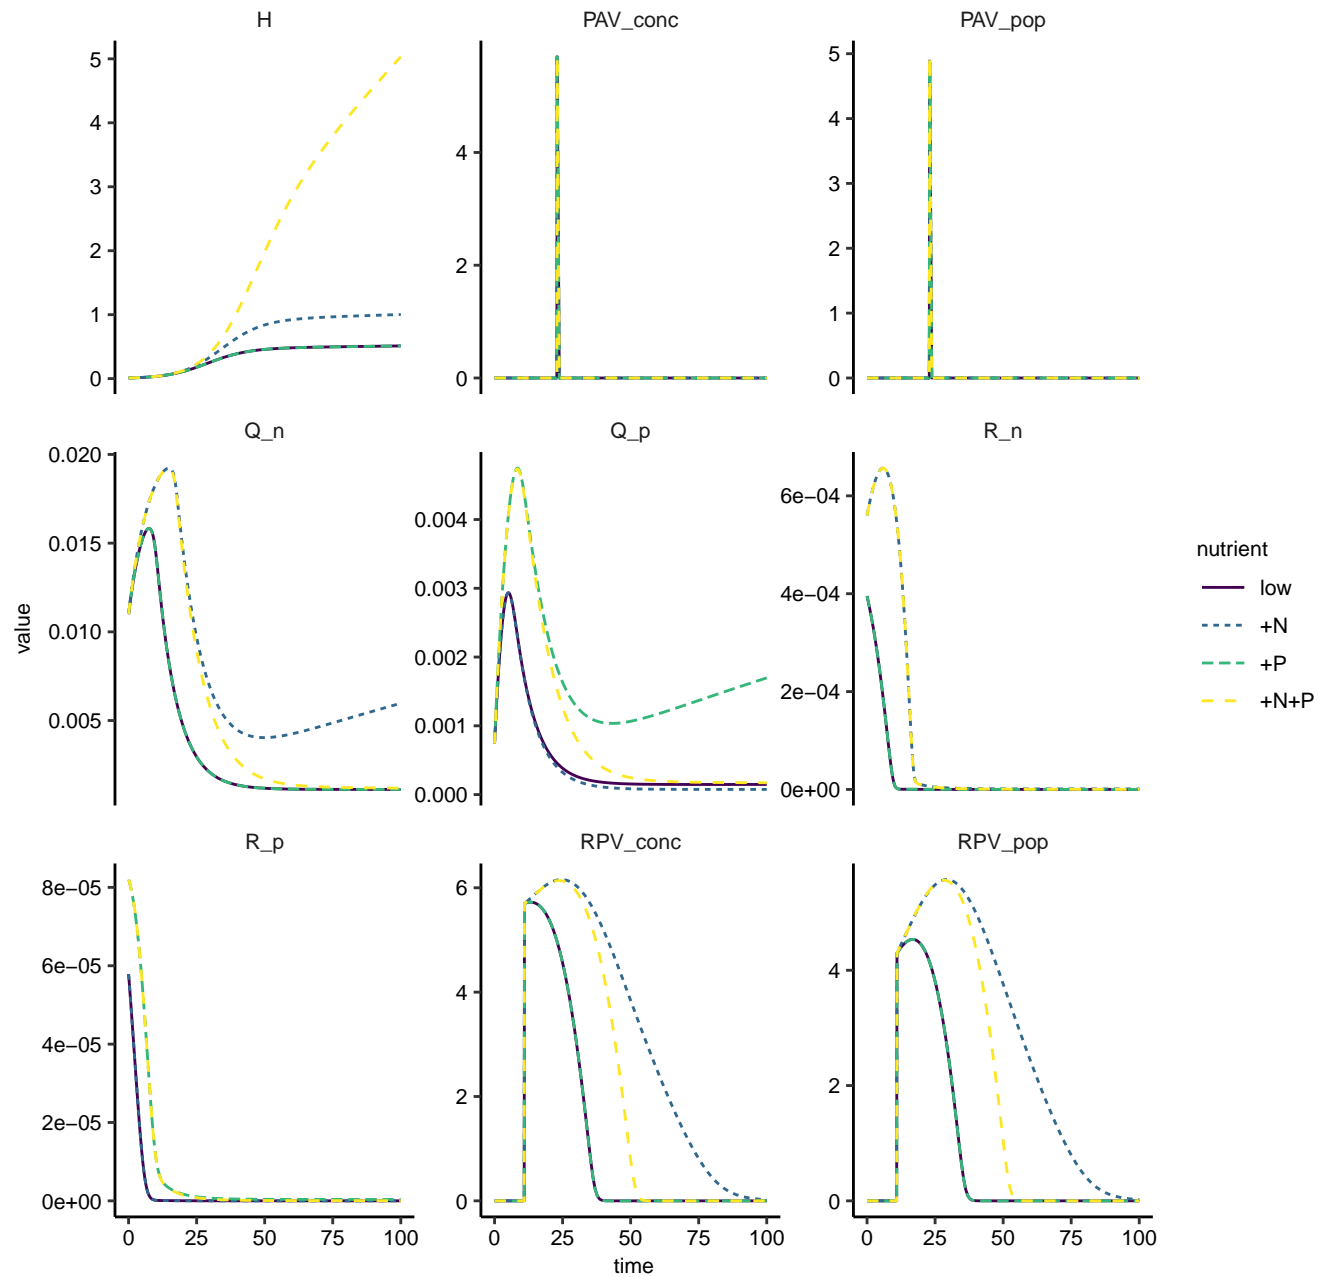 H
PAV_conc
PAV_pop
5
4
3
2
1
0
4
2
0
5
4
3
2
1
0
Q_n
Q_p
R_n
0.020
0.015
0.010
0.005
0.004
0.003
0.002
0.001
0.000
6e−04
4e−04
2e−04
0e+00
R_p
RPV_conc
RPV_pop
8e−05
6e−05
4e−05
2e−05
0e+00
6
4
2
0
4
2
0
0 25 50 75 100
0 25 50 75 100
0 25 50 75 100
time
value
nutrient
low
+N
+P
+N+P